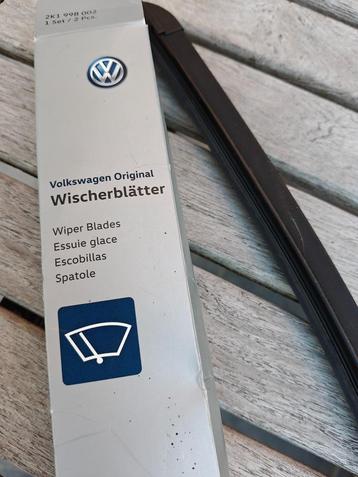 2K1 998 002
1 Set / 2 Pcs.
Volkswagen Original
Wischerblätter
Wiper Blades
Essuie glace
Escobillas
Spatole